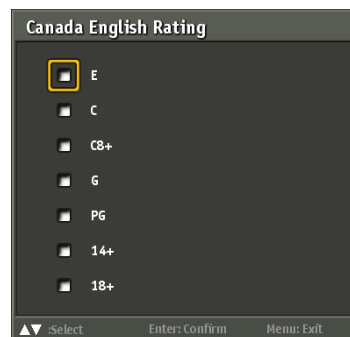 Canada English Rating
E
C
C8+
G
PG
14+
18+
▲▼ :Select Enter: Confirm Menu: Exit